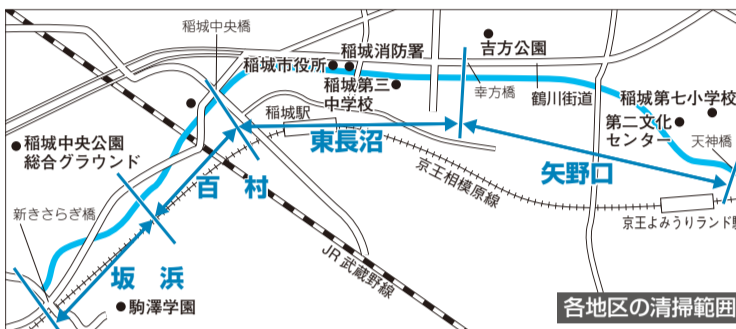 稲城中央橋
稲城消防署
稲城市役所
吉方公園
稲城第三
中学校
幸方橋
鶴川街道
稲城第七小学校
第二文化
センター
天神橋
稲城駅
稲城中央公園
総合グラウンド
東長沼
矢野口
百村
京王相模原線
京王よみうりランド駅
新きさらぎ橋
坂浜
JR武蔵野線
駒澤学園
各地区の清掃範囲